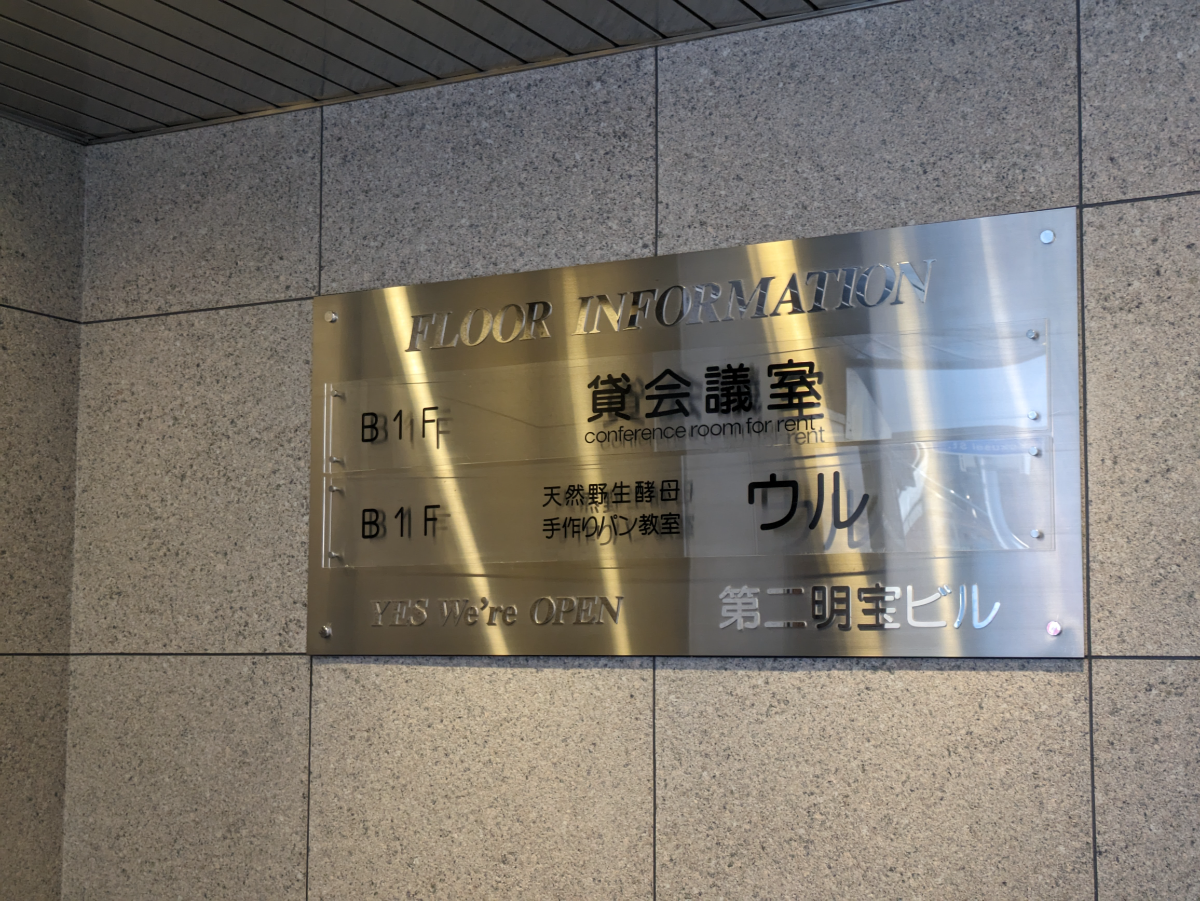 FLOOR INFORMATION
B1F 貸会議室
conference room for rent
B1F 天然野生酵母 ウル
手作りパン教室
YES We're OPEN 第二明宝ビル